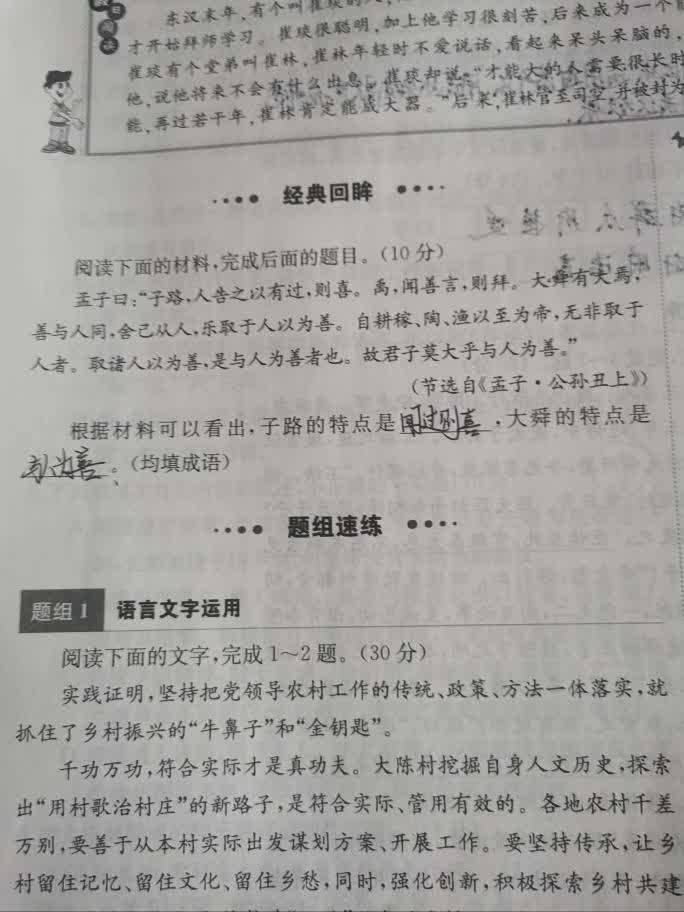 东汉末年,有个叫崔琰的
才开始拜师学习。崔琰很聪明,加上他学习很刻苦,后来成为一个
崔琰有个堂弟叫崔林,崔林年轻时不爱说话,看起来呆头呆脑的,
他,说他将来不会有什么出息。崔琰却说:“才能大的人需要很长时
能,再过若干年,崔林肯定能成大器。”后来,崔林官至司空,并被封为
经典回眸
阅读下面的材料,完成后面的题目。(10分)
孟子曰:“子路,人告之以有过,则喜。禹,闻善言,则拜。大舜有大焉,
善与人同,舍己从人,乐取于人以为善。自耕稼、陶、渔以至为帝,无非取于
人者。取诸人以为善,是与人为善者也。故君子莫大乎与人为善。”
(节选自《孟子·公孙丑上》)
根据材料可以看出,子路的特点是闻过则喜,大舜的特点是
与人为善。(均填成语)
题组速练
题组1 语言文字运用
阅读下面的文字,完成1~2题。(30分)
实践证明,坚持把党领导农村工作的传统、政策、方法一体落实,就
抓住了乡村振兴的“牛鼻子”和“金钥匙”。
千功万功,符合实际才是真功夫。大陈村挖掘自身人文历史,探索
出“用村歌治村庄”的新路子,是符合实际、管用有效的。各地农村千差
万别,要善于从本村实际出发谋划方案、开展工作。要坚持传承,让乡
村留住记忆、留住文化、留住乡愁,同时,强化创新,积极探索乡村共建